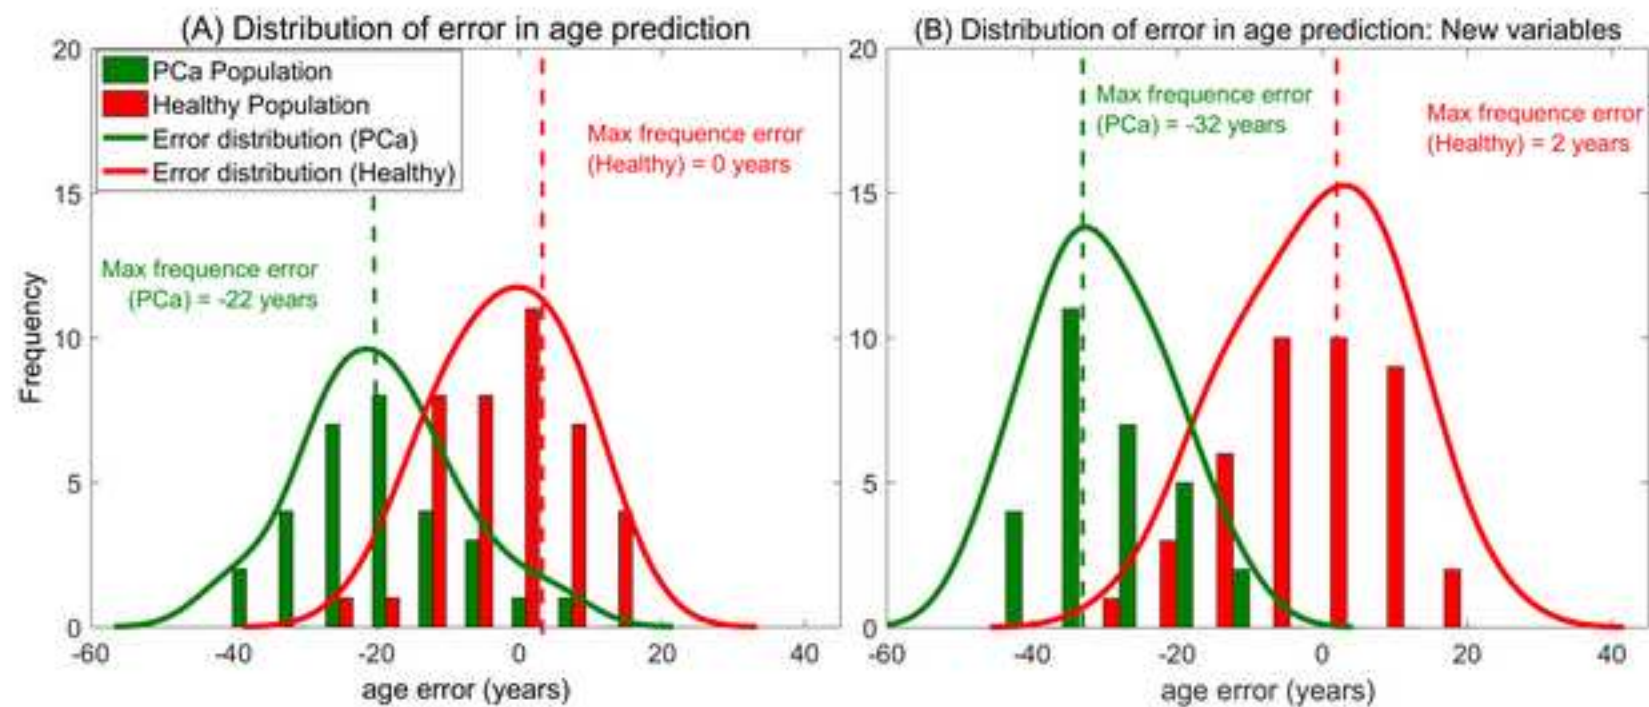 (A) Distribution of error in age prediction
PCa Population
Healthy Population
Error distribution (PCa)
Error distribution (Healthy)
Max frequence error
(Healthy) = 0 years
Max frequence error
(PCa) = -22 years
Frequency
20
15
10
5
0
-60 -40 -20 0 20 40
age error (years)
(B) Distribution of error in age prediction: New variables
Max frequence error
(PCa) = -32 years
Max frequence error
(Healthy) = 2 years
20
15
10
5
0
-60 -40 -20 0 20 40
age error (years)